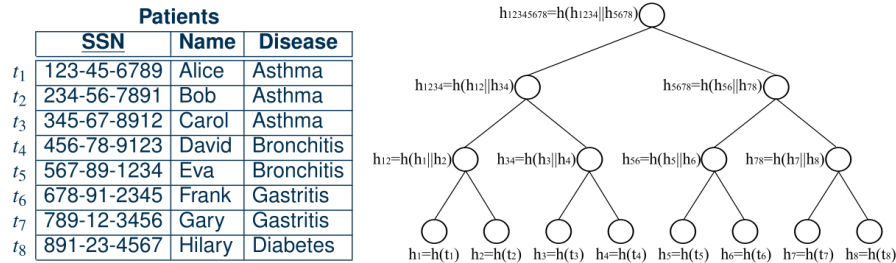 Patients
SSN Name Disease
t1 123-45-6789 Alice Asthma
t2 234-56-7891 Bob Asthma
t3 345-67-8912 Carol Asthma
t4 456-78-9123 David Bronchitis
t5 567-89-1234 Eva Bronchitis
t6 678-91-2345 Frank Gastritis
t7 789-12-3456 Gary Gastritis
t8 891-23-4567 Hilary Diabetes
h12345678=h(h1234||h5678)
h1234=h(h12||h34) h5678=h(h56||h78)
h12=h(h1||h2) h34=h(h3||h4) h56=h(h5||h6) h78=h(h7||h8)
h1=h(t1) h2=h(t2) h3=h(t3) h4=h(t4) h5=h(t5) h6=h(t6) h7=h(t7) h8=h(t8)